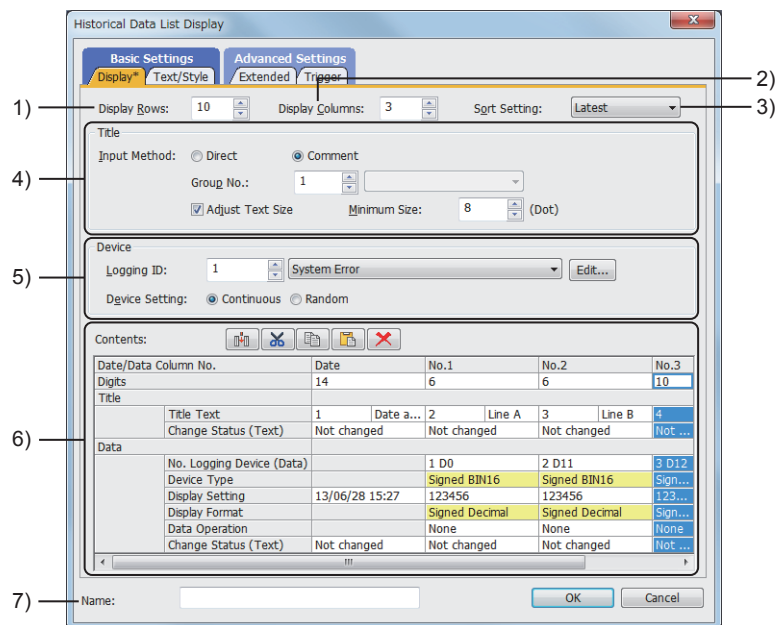 Historical Data List Display
Basic Settings Advanced Settings
Display* Text/Style Extended Trigger
2)
1) Display Rows: 10 Display Columns: 3 Sort Setting: Latest 3)
Title
Input Method: Direct Comment
4) Group No.: 1
Adjust Text Size Minimum Size: 8 (Dot)
Device
5) Logging ID: 1 System Error Edit...
Device Setting: Continuous Random
Contents:
Date/Data Column No. Date No.1 No.2 No.3
Digits 14 6 6 10
Title
Title Text 1 Date a... 2 Line A 3 Line B 4
6) Change Status (Text) Not changed Not changed Not changed Not ...
Data
No. Logging Device (Data) 1 D0 2 D11 3 D12
Device Type Signed BIN16 Signed BIN16 Sign...
Display Setting 13/06/28 15:27 123456 123456 123...
Display Format Signed Decimal Signed Decimal Sign...
Data Operation None None None
Change Status (Text) Not changed Not changed Not changed Not ...
7) Name: OK Cancel